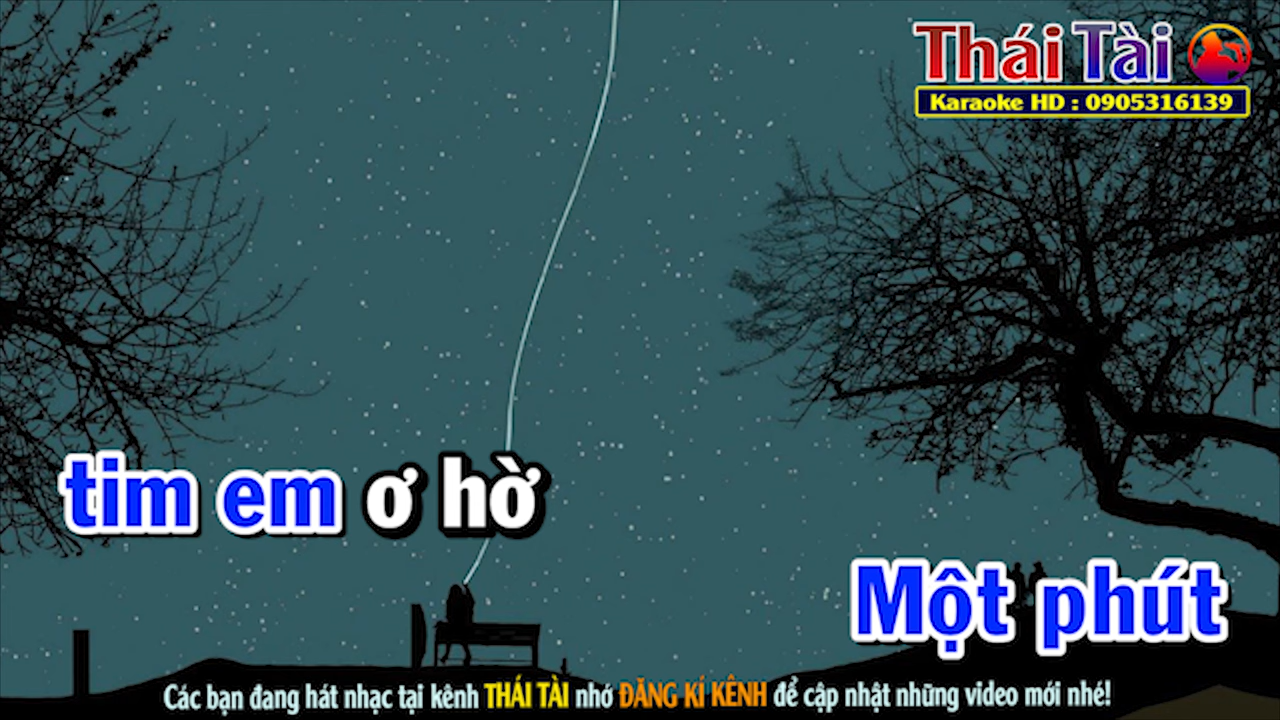 Thái Tài
Karaoke HD : 0905316139
tim em ơ hờ
Một phút
Các bạn đang hát nhạc tại kênh THÁI TÀI nhớ ĐĂNG KÍ KÊNH để cập nhật những video mới nhé!